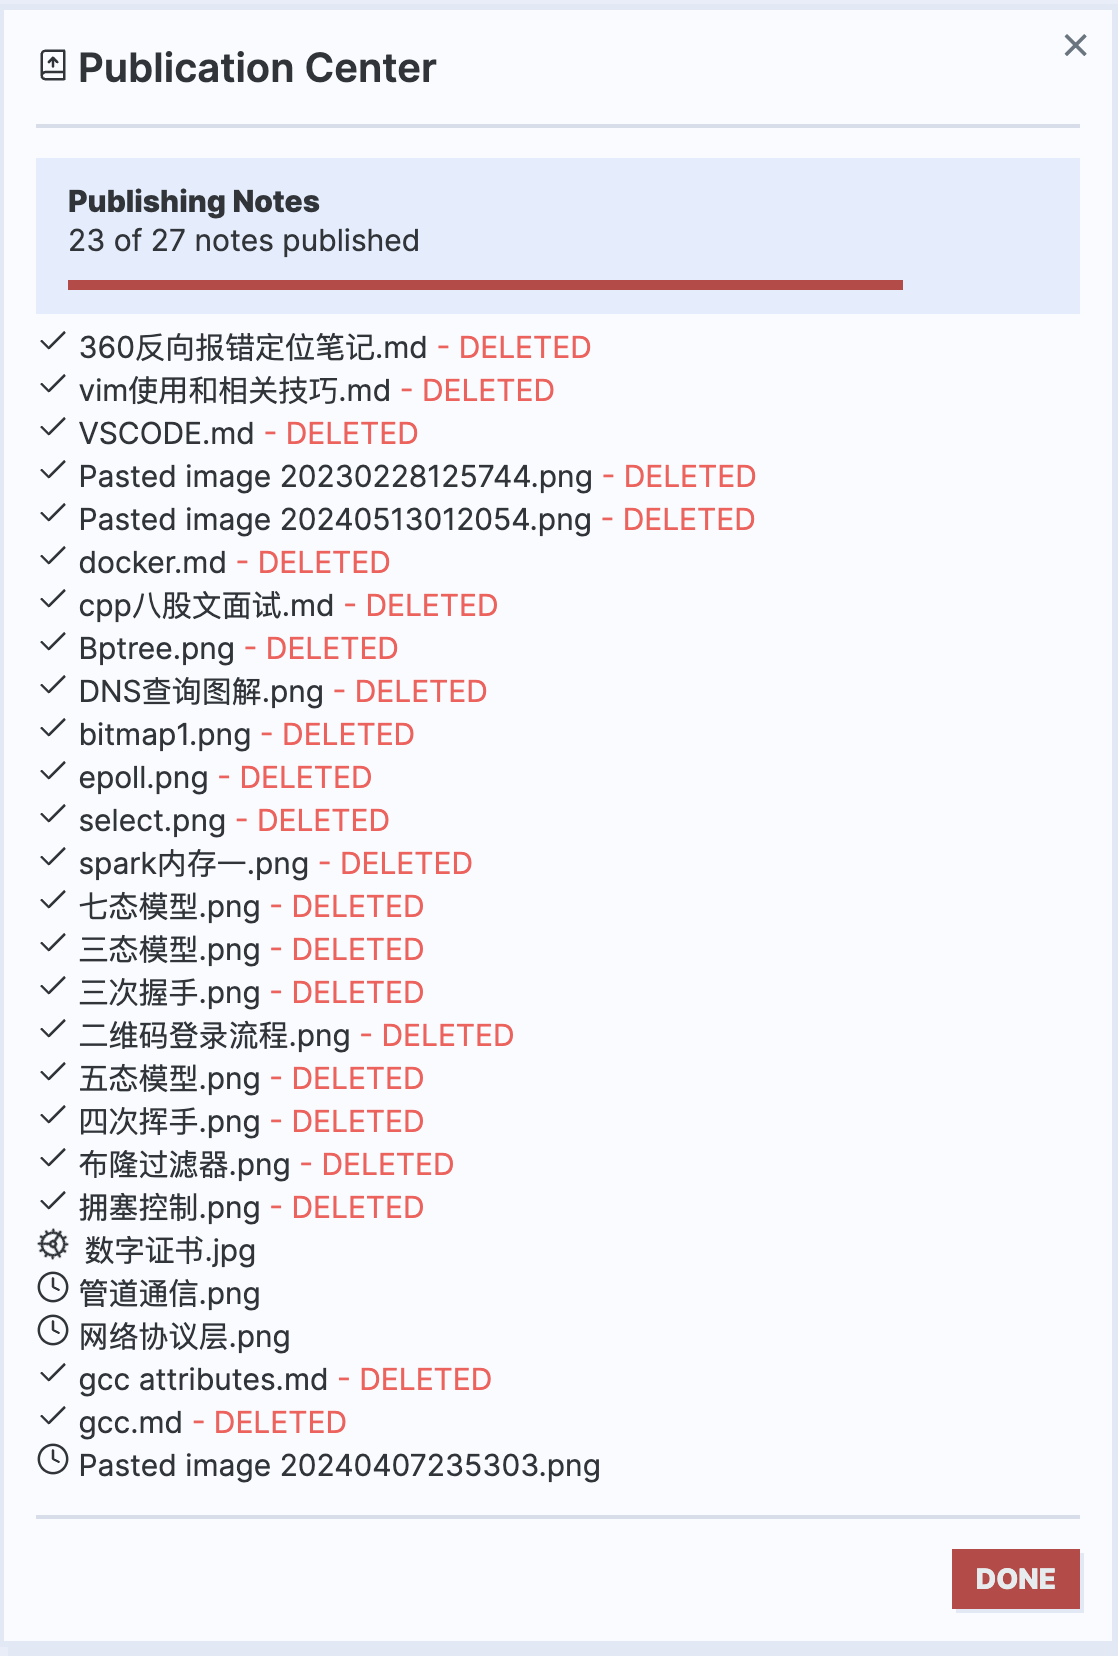 Publication Center
Publishing Notes
23 of 27 notes published
360反向报错定位笔记.md - DELETED
vim使用和相关技巧.md - DELETED
VSCODE.md - DELETED
Pasted image 20230228125744.png - DELETED
Pasted image 20240513012054.png - DELETED
docker.md - DELETED
cpp八股文面试.md - DELETED
Bptree.png - DELETED
DNS查询图解.png - DELETED
bitmap1.png - DELETED
epoll.png - DELETED
select.png - DELETED
spark内存一.png - DELETED
七态模型.png - DELETED
三态模型.png - DELETED
三次握手.png - DELETED
二维码登录流程.png - DELETED
五态模型.png - DELETED
四次挥手.png - DELETED
布隆过滤器.png - DELETED
拥塞控制.png - DELETED
数字证书.jpg
管道通信.png
网络协议层.png
gcc attributes.md - DELETED
gcc.md - DELETED
Pasted image 20240407235303.png
DONE